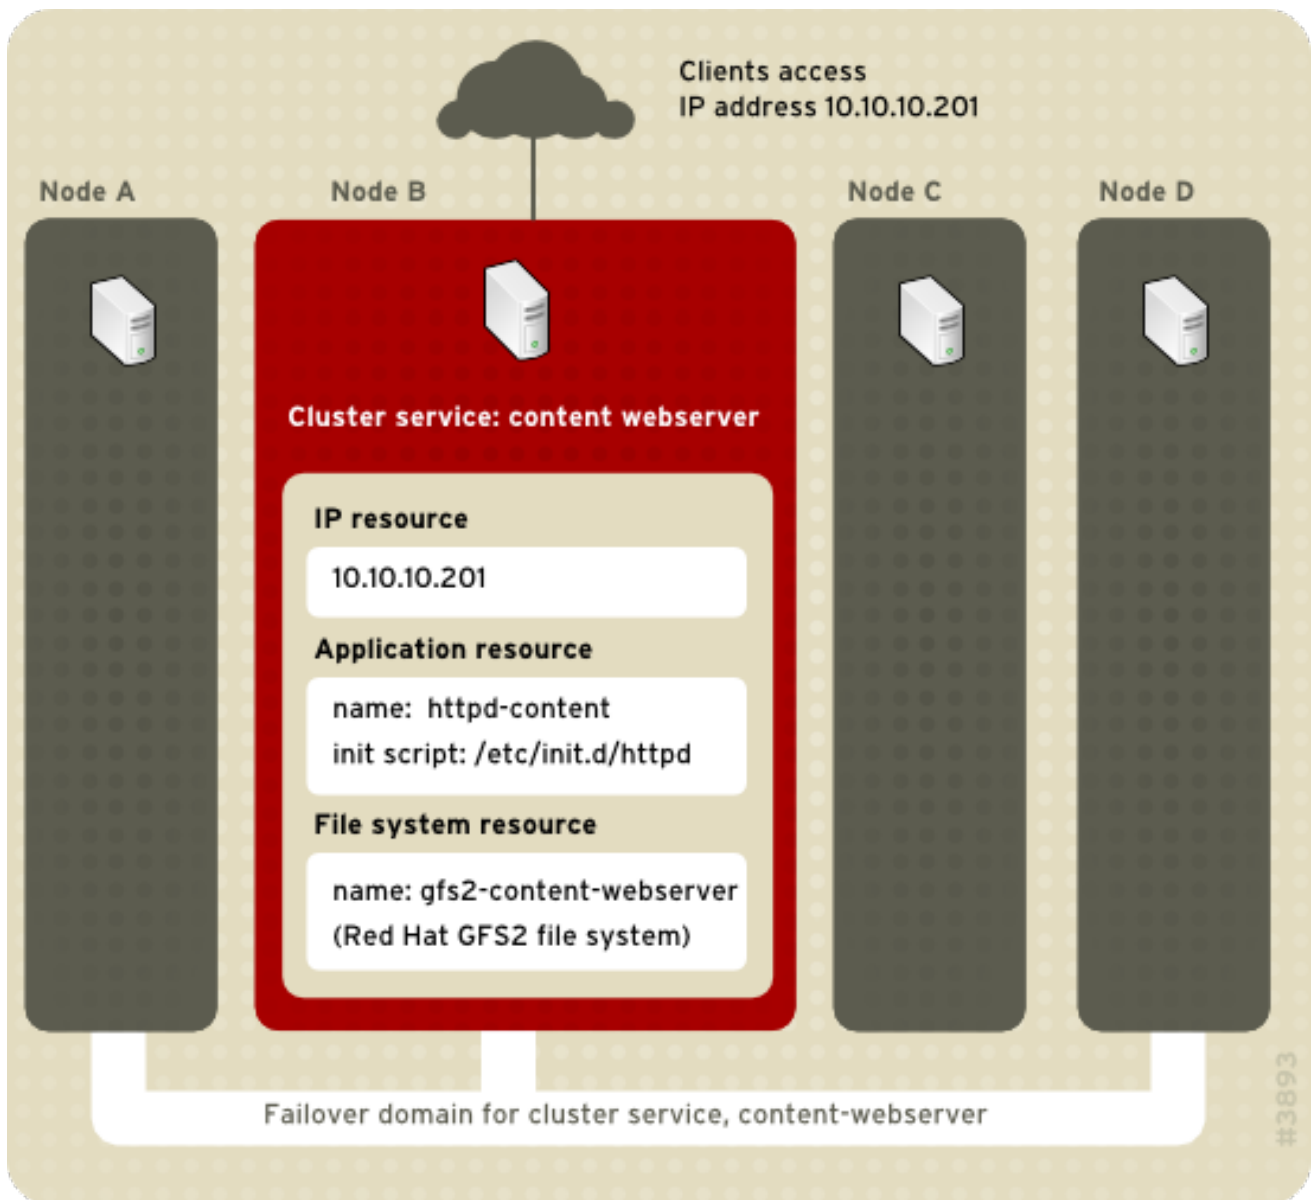 Clients access
IP address 10.10.10.201
Node A
Node B
Node C
Node D
Cluster service: content webserver
IP resource
10.10.10.201
Application resource
name: httpd-content
init script: /etc/init.d/httpd
File system resource
name: gfs2-content-webserver
(Red Hat GFS2 file system)
Failover domain for cluster service, content-webserver
#3893